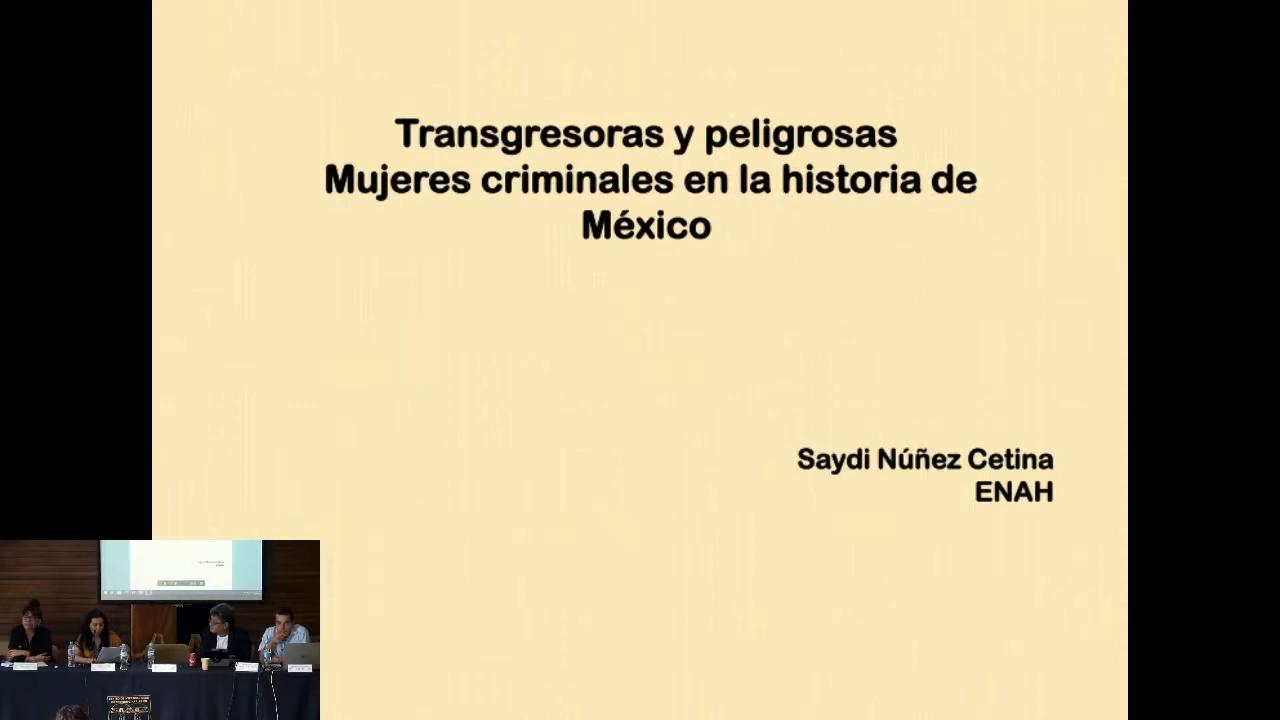 Transgresoras y peligrosas
Mujeres criminales en la historia de
México
Saydi Núñez Cetina
ENAH